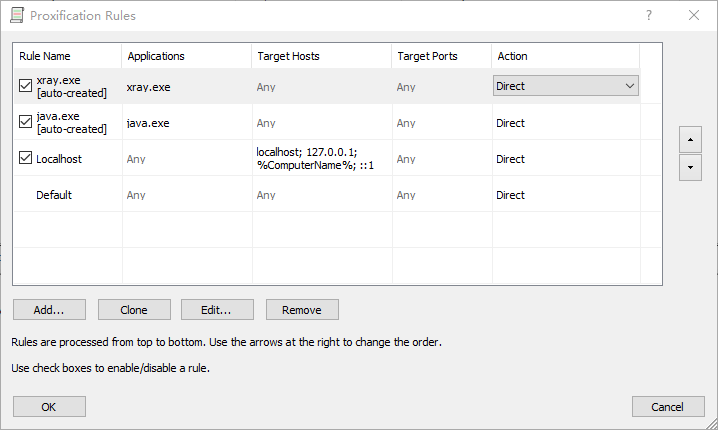 Proxification Rules
?
Rule Name Applications Target Hosts Target Ports Action
xray.exe
[auto-created] xray.exe Any Any Direct
java.exe
[auto-created] java.exe Any Any Direct
Localhost Any localhost; 127.0.0.1;
%ComputerName%; ::1 Any Direct
Default Any Any Any Direct
Add... Clone Edit... Remove
Rules are processed from top to bottom. Use the arrows at the right to change the order.
Use check boxes to enable/disable a rule.
OK Cancel